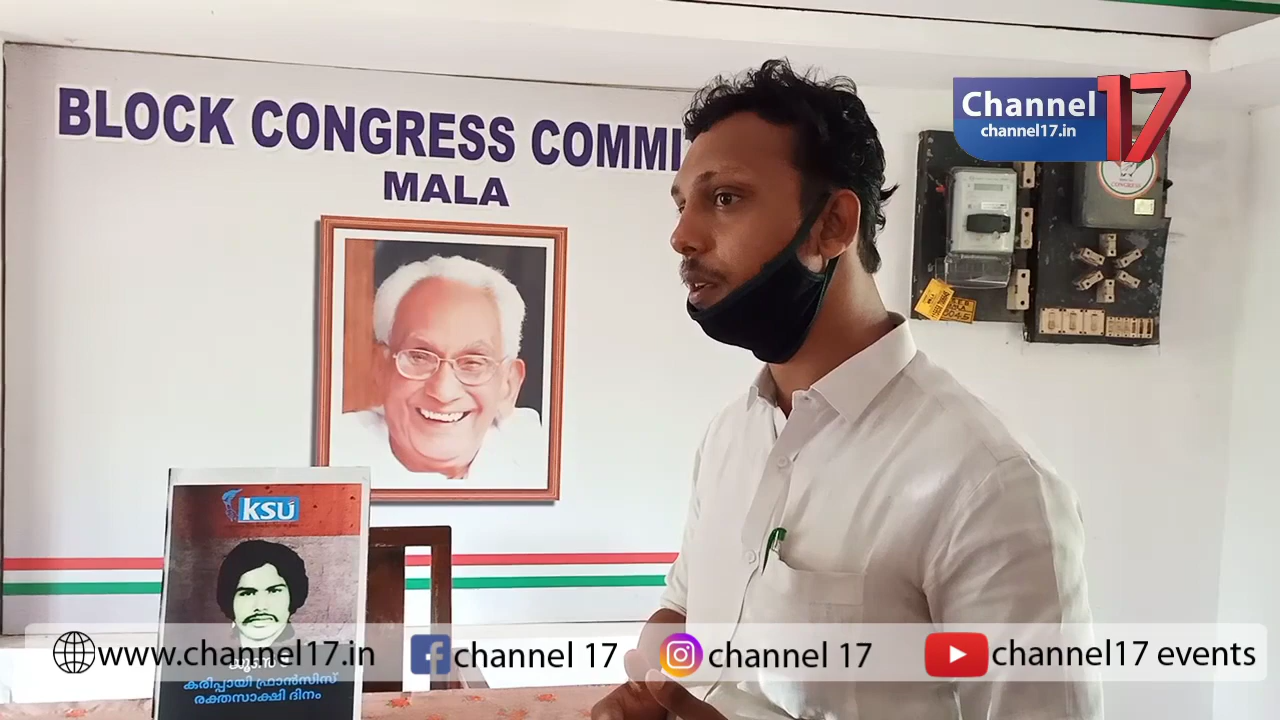 BLOCK CONGRESS COMMI
MALA
Channel 17
channel17.in
CONGRESS
ksu
കരിപ്പായി ഫ്രാൻസിസ്
രക്തസാക്ഷി ദിനം
www.channel17.in
channel 17
channel 17
channel17 events